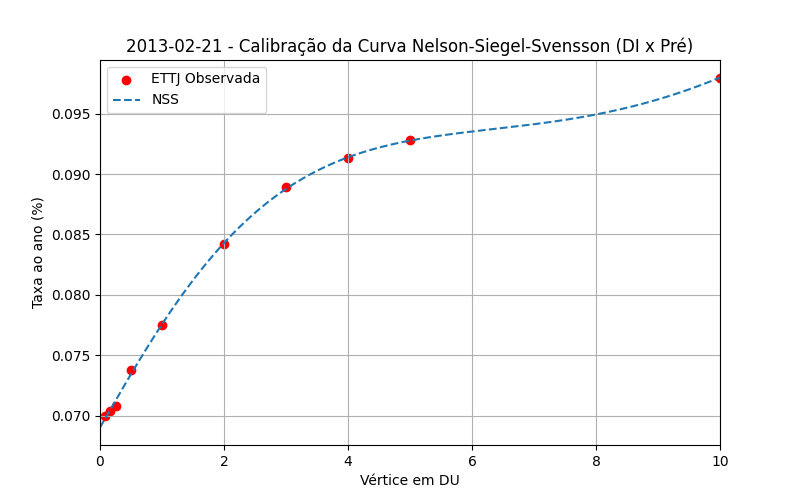 2013-02-21 - Calibração da Curva Nelson-Siegel-Svensson (DI x Pré)
ETTJ Observada
NSS
Taxa ao ano (%)
0.095
0.090
0.085
0.080
0.075
0.070
0 2 4 6 8 10
Vértice em DU